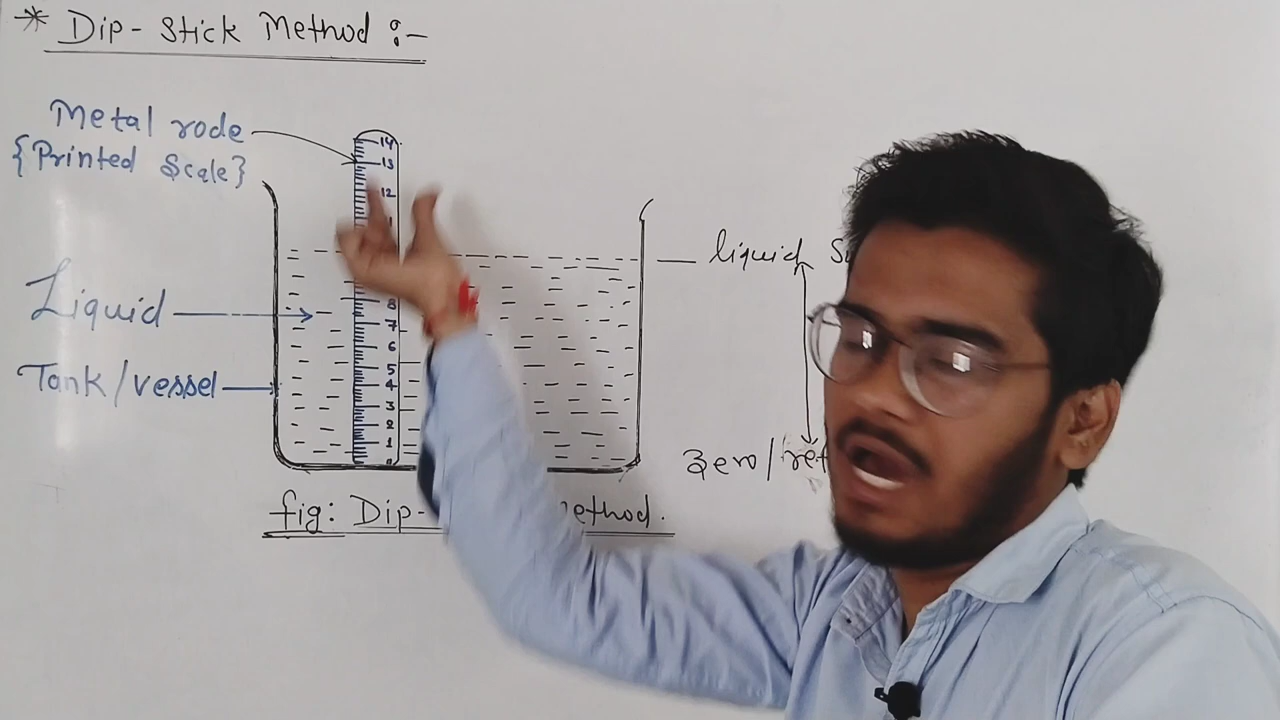 * Dip-Stick Method :-
Metal rode
{Printed Scale}
14
13
12
liquid
Liquid
8
7
6
5
Tank/vessel
4
3
2
1
0
zero/ref
fig: Dip- ethod.